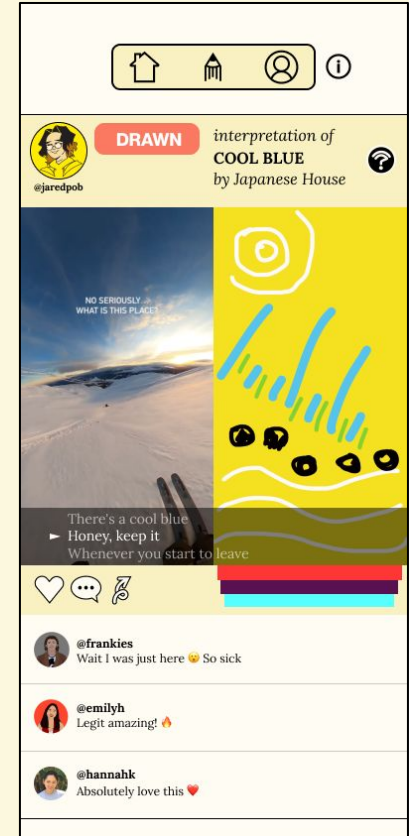 DRAWN
interpretation of
COOL BLUE
by Japanese House
@jaredpob
NO SERIOUSLY
WHAT IS THIS PLACE?
There's a cool blue
Honey, keep it
Whenever you start to leave
@frankies
Wait I was just here 😮 So sick
@emilyh
Legit amazing! 🔥
@hannahk
Absolutely love this ❤️